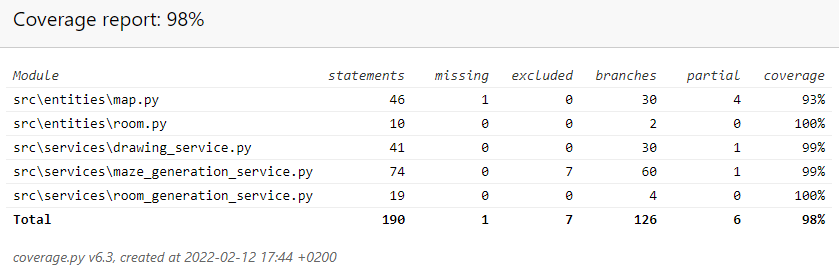 Coverage report: 98%
Module statements missing excluded branches partial coverage
src\entities\map.py 46 1 0 30 4 93%
src\entities\room.py 10 0 0 2 0 100%
src\services\drawing_service.py 41 0 0 30 1 99%
src\services\maze_generation_service.py 74 0 7 60 1 99%
src\services\room_generation_service.py 19 0 0 4 0 100%
Total 190 1 7 126 6 98%
coverage.py v6.3, created at 2022-02-12 17:44 +0200